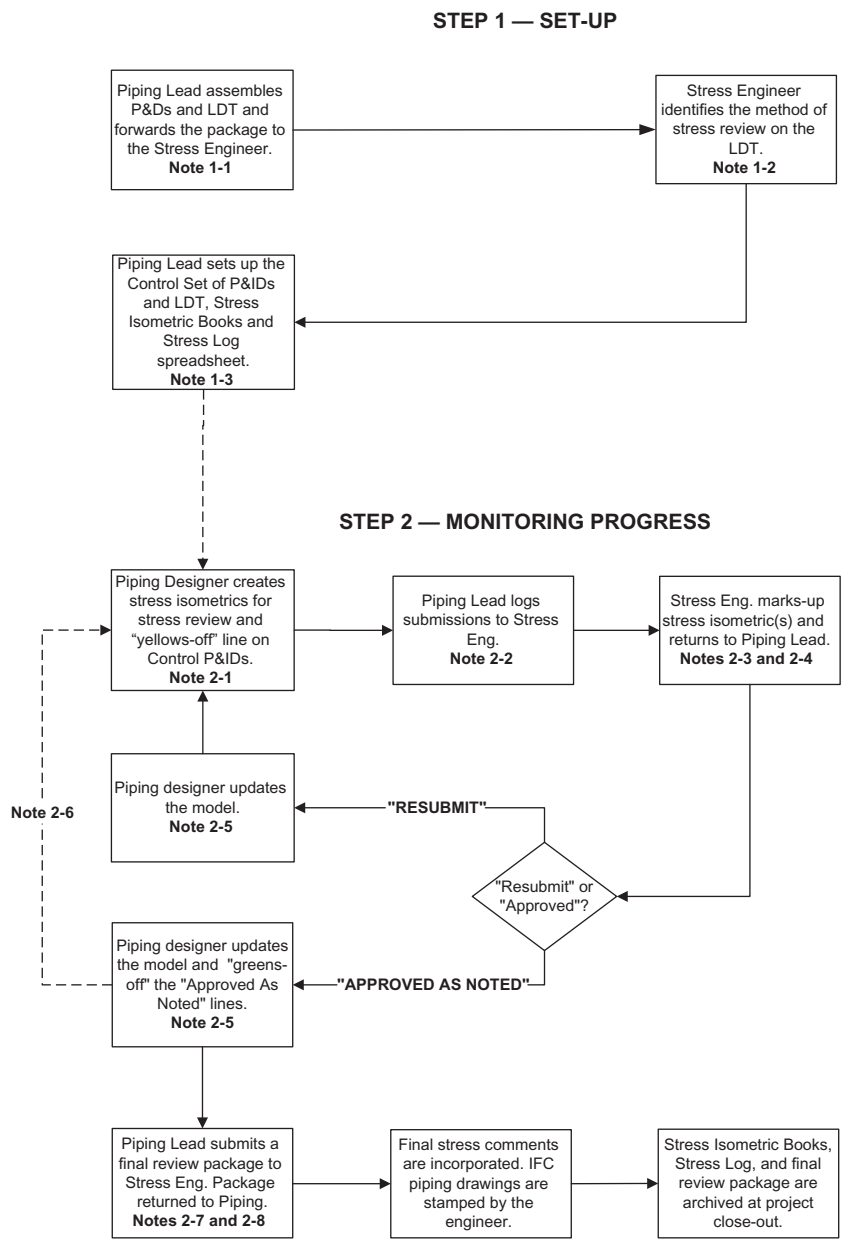 STEP 1 — SET-UP
Piping Lead assembles
P&Ds and LDT and
forwards the package to
the Stress Engineer.
Note 1-1
Stress Engineer
identifies the method of
stress review on the
LDT.
Note 1-2
Piping Lead sets up the
Control Set of P&IDs
and LDT, Stress
Isometric Books and
Stress Log
spreadsheet.
Note 1-3
STEP 2 — MONITORING PROGRESS
Piping Designer creates
stress isometrics for
stress review and
“yellows-off” line on
Control P&IDs.
Note 2-1
Piping Lead logs
submissions to Stress
Eng.
Note 2-2
Stress Eng. marks-up
stress isometric(s) and
returns to Piping Lead.
Notes 2-3 and 2-4
Piping designer updates
the model.
Note 2-5
"RESUBMIT"
Note 2-6
"Resubmit" or
"Approved"?
Piping designer updates
the model and "greens-
off" the "Approved As
Noted" lines.
Note 2-5
"APPROVED AS NOTED"
Piping Lead submits a
final review package to
Stress Eng. Package
returned to Piping.
Notes 2-7 and 2-8
Final stress comments
are incorporated. IFC
piping drawings are
stamped by the
engineer.
Stress Isometric Books,
Stress Log, and final
review package are
archived at project
close-out.